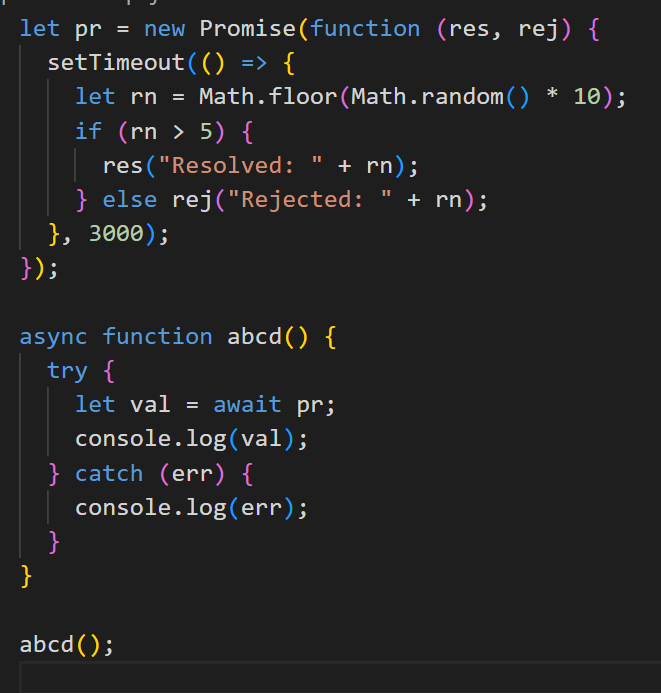 let pr = new Promise(function (res, rej) {
  setTimeout(() => {
    let rn = Math.floor(Math.random() * 10);
    if (rn > 5) {
      res("Resolved: " + rn);
    } else rej("Rejected: " + rn);
  }, 3000);
});

async function abcd() {
  try {
    let val = await pr;
    console.log(val);
  } catch (err) {
    console.log(err);
  }
}

abcd();